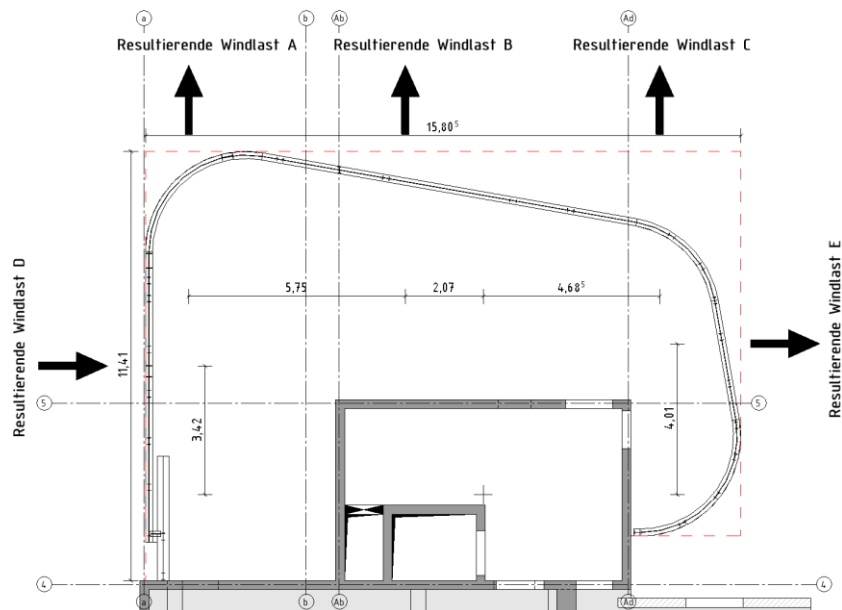 a
b
Ab
Ad
Resultierende Windlast A
Resultierende Windlast B
Resultierende Windlast C
15,80⁵
5,75
2,07
4,68⁵
Resultierende Windlast D
11,41
3,42
4,01
Resultierende Windlast E
5
5
4
4
a
b
Ab
Ad